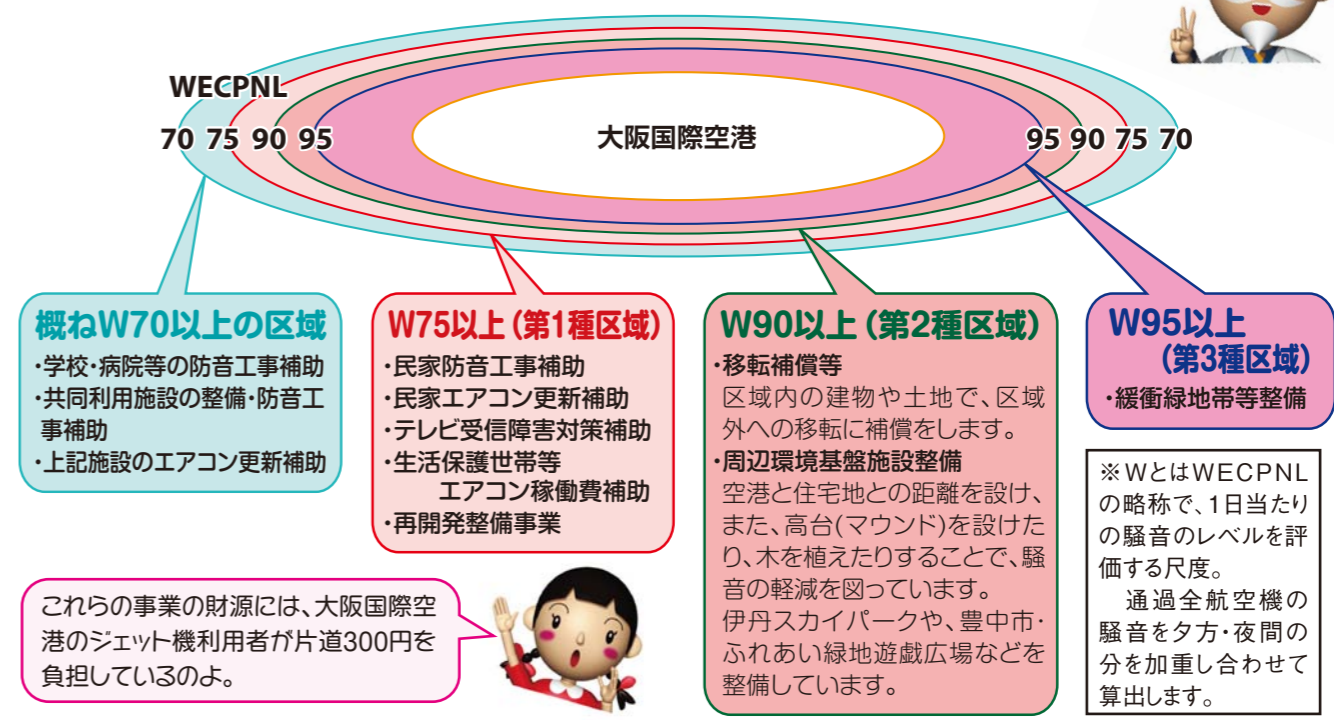 WECPNL
70 75 90 95
大阪国際空港
95 90 75 70
概ねW70以上の区域
・学校・病院等の防音工事補助
・共同利用施設の整備・防音工
事補助
・上記施設のエアコン更新補助
W75以上(第1種区域)
・民家防音工事補助
・民家エアコン更新補助
・テレビ受信障害対策補助
・生活保護世帯等
エアコン稼働費補助
・再開発整備事業
W90以上(第2種区域)
・移転補償等
区域内の建物や土地で、区域
外への移転に補償をします。
・周辺環境基盤施設整備
空港と住宅地との距離を設け、
また、高台(マウンド)を設けた
り、木を植えたりすることで、騒
音の軽減を図っています。
伊丹スカイパークや、豊中市・
ふれあい緑地遊戯広場などを
整備しています。
W95以上
(第3種区域)
・緩衝緑地帯等整備
※WとはWECPNL
の略称で、1日当たり
の騒音のレベルを評
価する尺度。
通過全航空機の
騒音を夕方・夜間の
分を加重し合わせて
算出します。
これらの事業の財源には、大阪国際空
港のジェット機利用者が片道300円を
負担しているのよ。